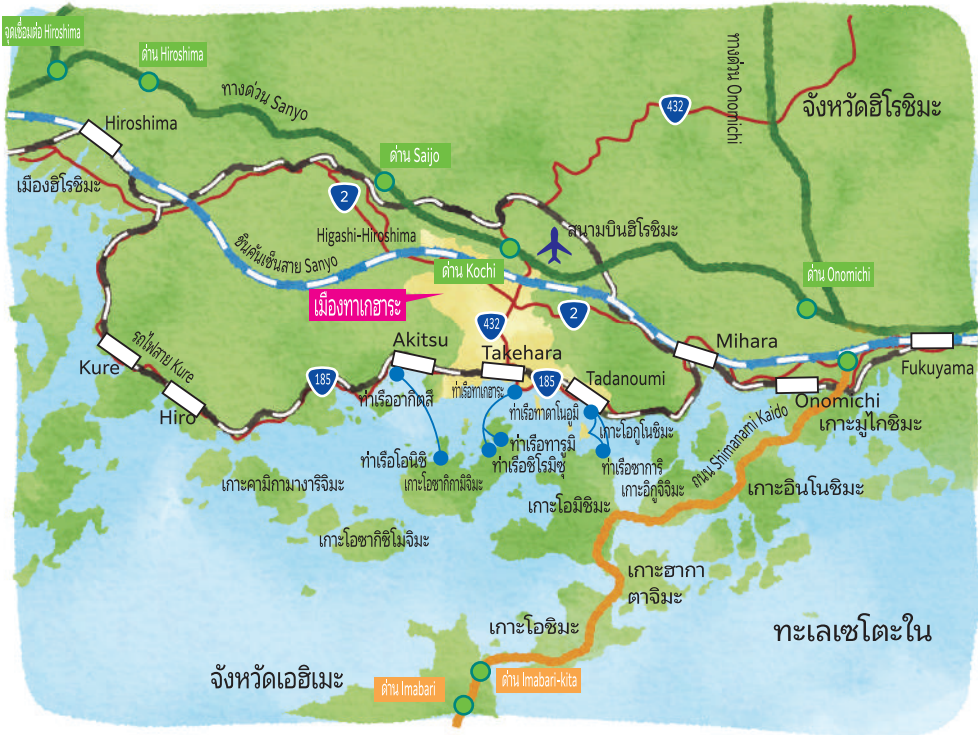 จุดเชื่อมต่อ Hiroshima
ด่าน Hiroshima
ทางด่วน Sanyo
ทางด่วน Onomichi
432
จังหวัดฮิโรชิมะ
Hiroshima
ด่าน Saijo
เมืองฮิโรชิมะ
2
Higashi-Hiroshima
สนามบินฮิโรชิมะ
ชินคันเซ็นสาย Sanyo
ด่าน Kochi
ด่าน Onomichi
เมืองทาเกฮาระ
432
2
รถไฟสาย Kure
Akitsu
Takehara
Mihara
Kure
Fukuyama
185
185
Tadanoumi
Hiro
ท่าเรืออากิตสึ
ท่าเรือทาเกฮาระ
ท่าเรือทาดาโนอูมิ
Onomichi
ถนน Shimanami Kaido
เกาะมูไกชิมะ
เกาะโอกูโนชิมะ
ท่าเรือทารูมิ
ท่าเรือโอนิชิ
ท่าเรือชิโรมิซุ
ท่าเรือซาการิ
เกาะคามิกามางาริจิมะ
เกาะโอซากิกามิจิมะ
เกาะอิกูจิจิมะ
เกาะอินโนชิมะ
เกาะโอมิชิมะ
เกาะโอซากิชิโมจิมะ
เกาะฮากา
ตาจิมะ
เกาะโอชิมะ
ทะเลเซโตะใน
จังหวัดเอฮิเมะ
ด่าน Imabari
ด่าน Imabari-kita